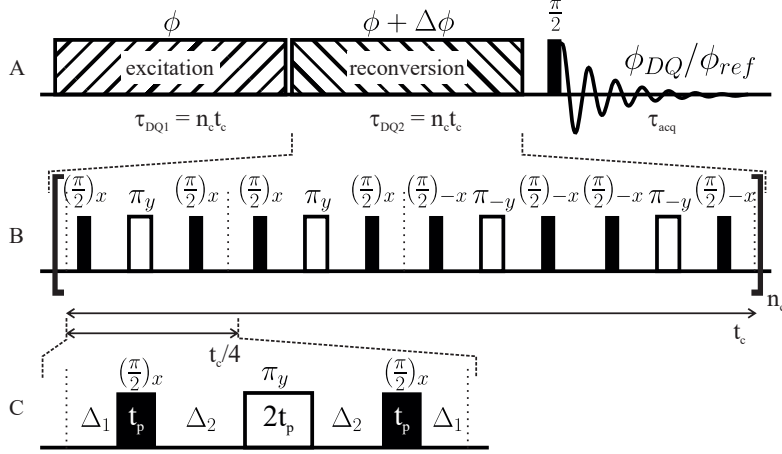 ϕ ϕ + Δϕ π/2
A excitation reconversion ϕ_DQ/ϕ_ref
τ_DQ1 = n_c t_c τ_DQ2 = n_c t_c τ_acq
(π/2)_x π_y (π/2)_x (π/2)_x π_y (π/2)_x (π/2)_−x π_−y (π/2)_−x (π/2)_−x π_−y (π/2)_−x
B
t_c
t_c/4
(π/2)_x π_y (π/2)_x
C Δ_1 t_p Δ_2 2t_p Δ_2 t_p Δ_1